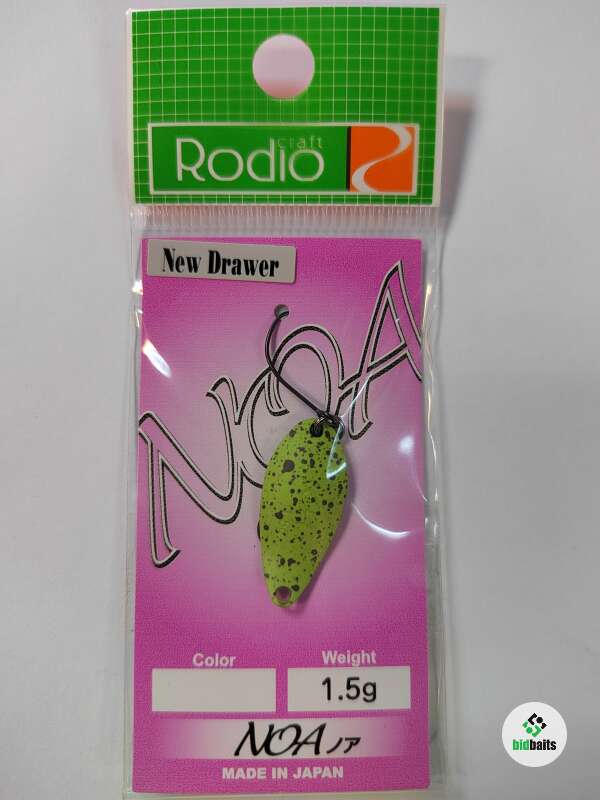 craft
Rodio
New Drawer
NOA
Color
Weight
1.5g
NOAノア
MADE IN JAPAN
bidbaits